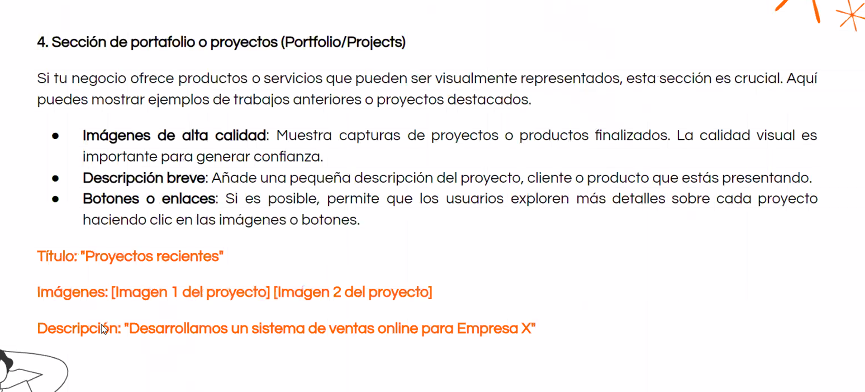 4. Sección de portafolio o proyectos (Portfolio/Projects)
Si tu negocio ofrece productos o servicios que pueden ser visualmente representados, esta sección es crucial. Aquí
puedes mostrar ejemplos de trabajos anteriores o proyectos destacados.
● Imágenes de alta calidad: Muestra capturas de proyectos o productos finalizados. La calidad visual es
importante para generar confianza.
● Descripción breve: Añade una pequeña descripción del proyecto, cliente o producto que estás presentando.
● Botones o enlaces: Si es posible, permite que los usuarios exploren más detalles sobre cada proyecto
haciendo clic en las imágenes o botones.
Título: "Proyectos recientes"
Imágenes: [Imagen 1 del proyecto] [Imagen 2 del proyecto]
Descripción: "Desarrollamos un sistema de ventas online para Empresa X"